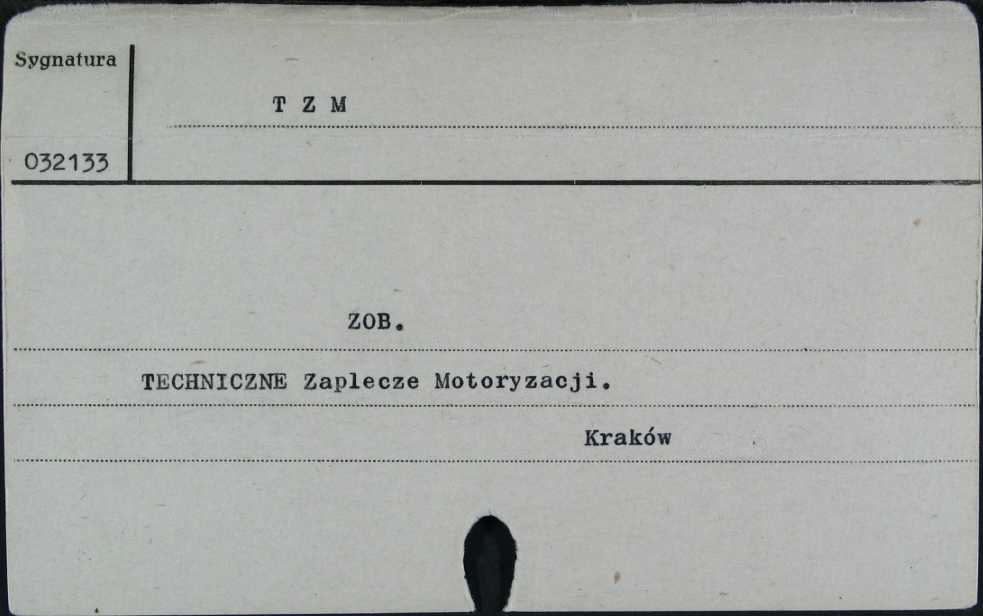 Sygnatura
T Z M
032133
ZOB.
TECHNICZNE Zaplecze Motoryzacji.
Kraków